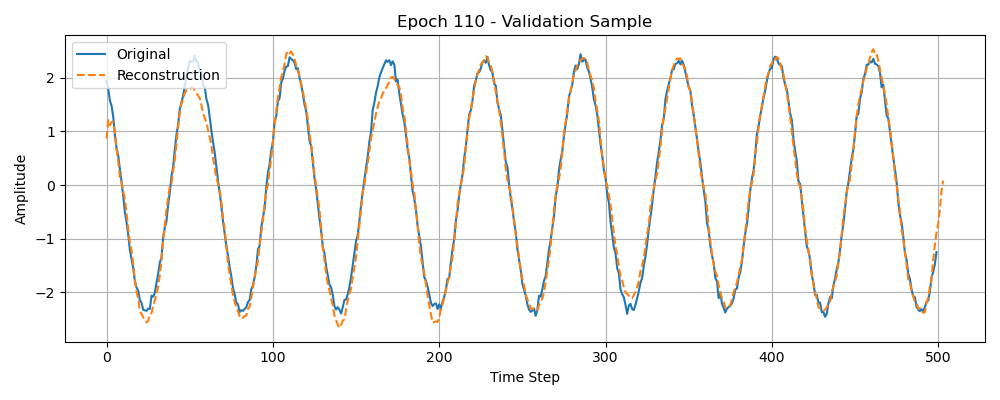 Epoch 110 - Validation Sample
Original
Reconstruction
Amplitude
2
1
0
−1
−2
0 100 200 300 400 500
Time Step